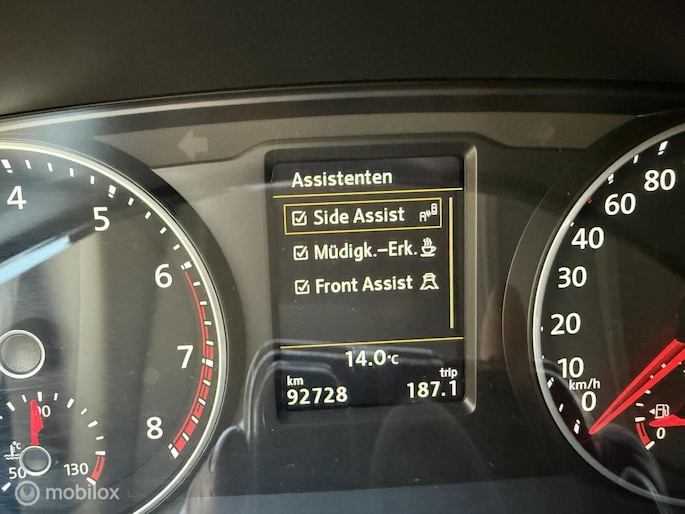 Assistenten
Side Assist
Müdigk.-Erk.
Front Assist
14.0°C
km
trip
92728
187.1
4
5
6
7
8
°C
50
130
80
60
40
30
20
10
km/h
0
0
mobilox